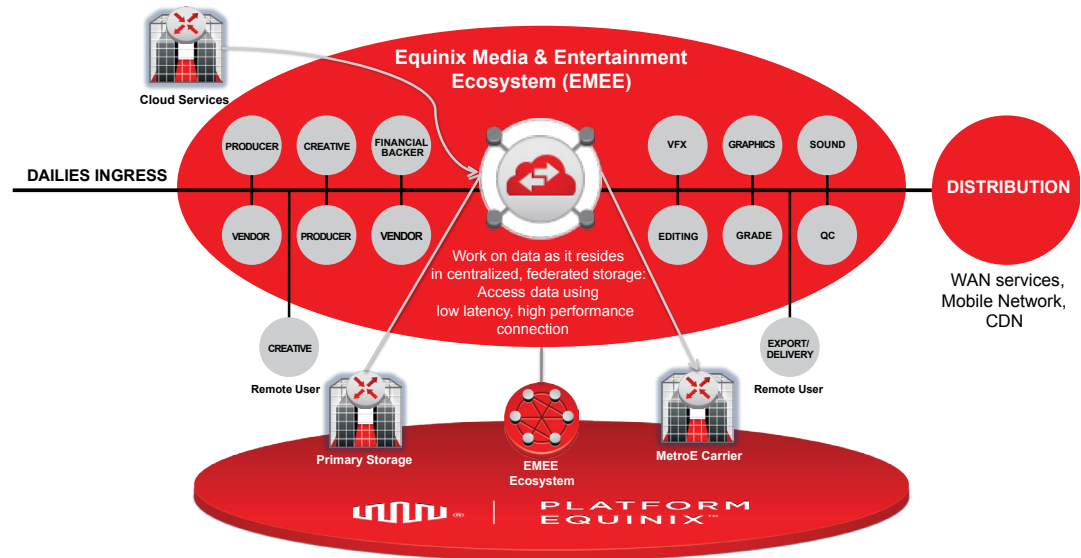 Equinix Media & Entertainment
Ecosystem (EMEE)
Cloud Services
PRODUCER
CREATIVE
FINANCIAL
BACKER
VFX
GRAPHICS
SOUND
DAILIES INGRESS
DISTRIBUTION
VENDOR
PRODUCER
VENDOR
EDITING
GRADE
QC
Work on data as it resides
in centralized, federated storage:
Access data using
low latency, high performance
connection
WAN services,
Mobile Network,
CDN
CREATIVE
Remote User
EXPORT/
DELIVERY
Remote User
Primary Storage
EMEE
Ecosystem
MetroE Carrier
®
PLATFORM
EQUINIX™